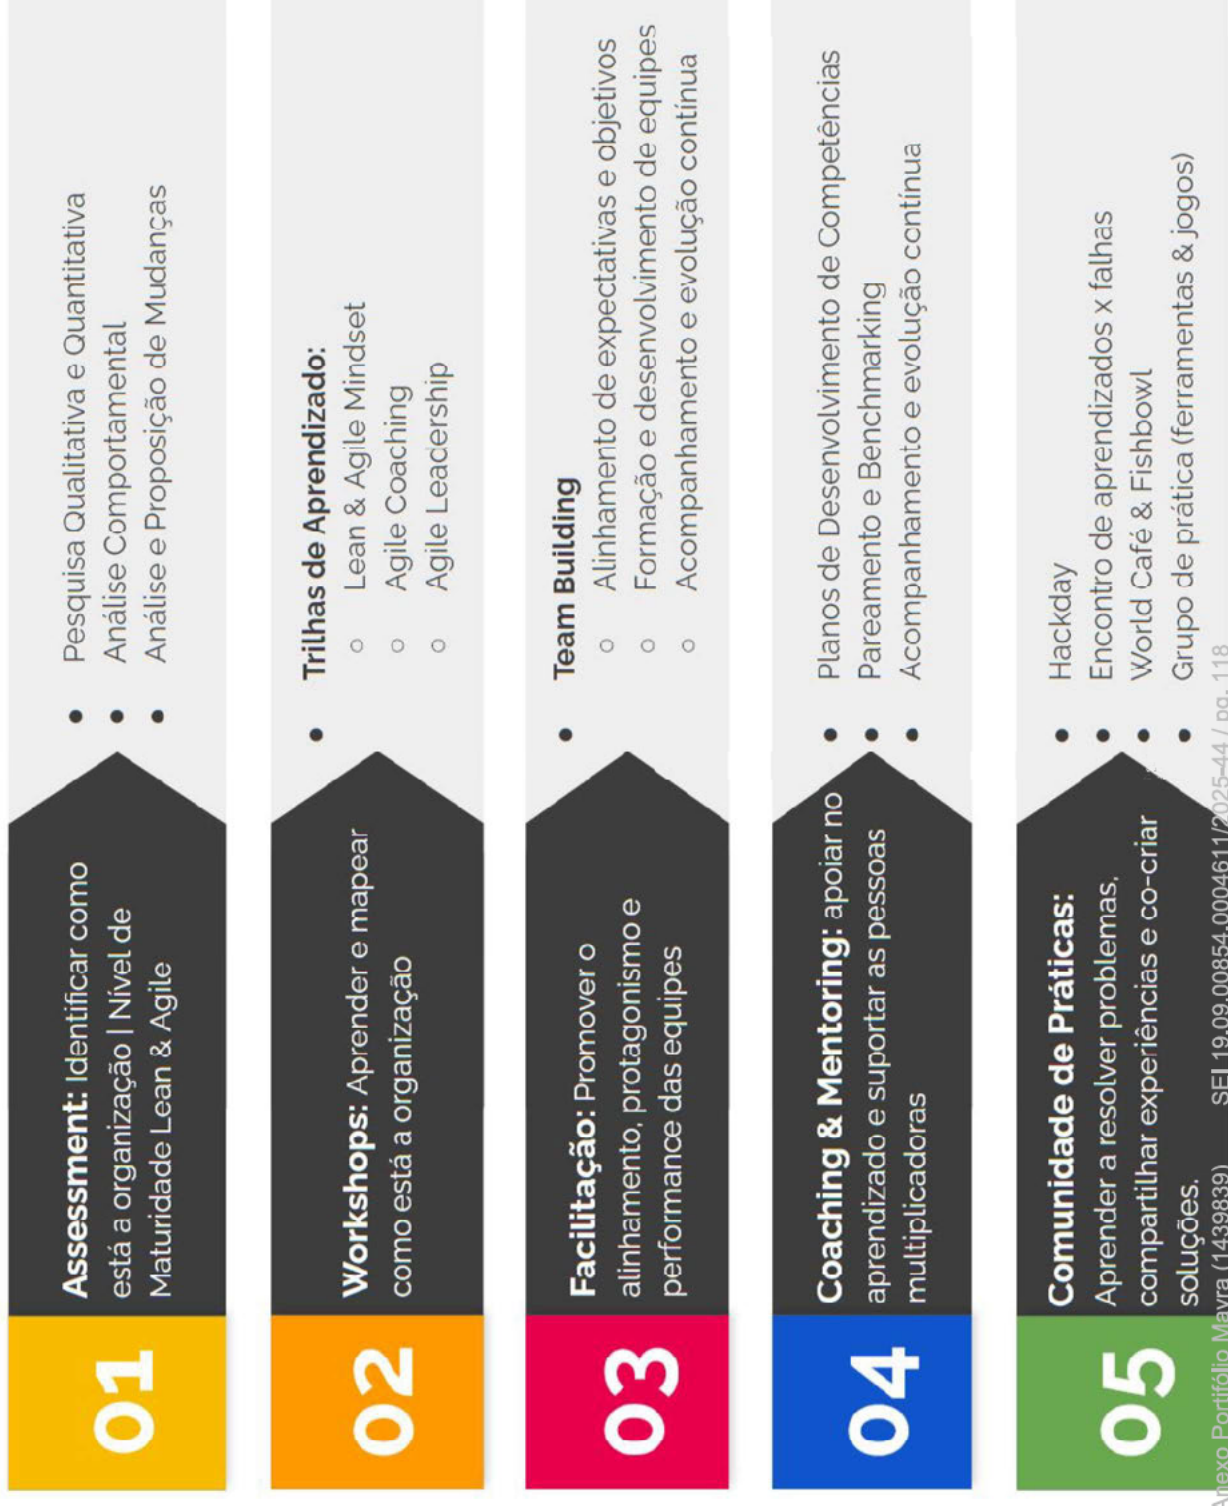 01
Assessment: Identificar como
está a organização | Nível de
Maturidade Lean & Agile
• Pesquisa Qualitativa e Quantitativa
• Análise Comportamental
• Análise e Proposição de Mudanças
02
Workshops: Aprender e mapear
como está a organização
• Trilhas de Aprendizado:
○ Lean & Agile Mindset
○ Agile Coaching
○ Agile Leadership
03
Facilitação: Promover o
alinhamento, protagonismo e
performance das equipes
• Team Building
○ Alinhamento de expectativas e objetivos
○ Formação e desenvolvimento de equipes
○ Acompanhamento e evolução contínua
04
Coaching & Mentoring: apoiar no
aprendizado e suportar as pessoas
multiplicadoras
• Planos de Desenvolvimento de Competências
• Pareamento e Benchmarking
• Acompanhamento e evolução contínua
05
Comunidade de Práticas:
Aprender a resolver problemas,
compartilhar experiências e co-criar
soluções.
• Hackday
• Encontro de aprendizados x falhas
• World Café & Fishbowl
• Grupo de prática (ferramentas & jogos)
Anexo Portifólio Mayra (1439839) SEI 19.09.00854.0004611/2025-44 / pg. 118